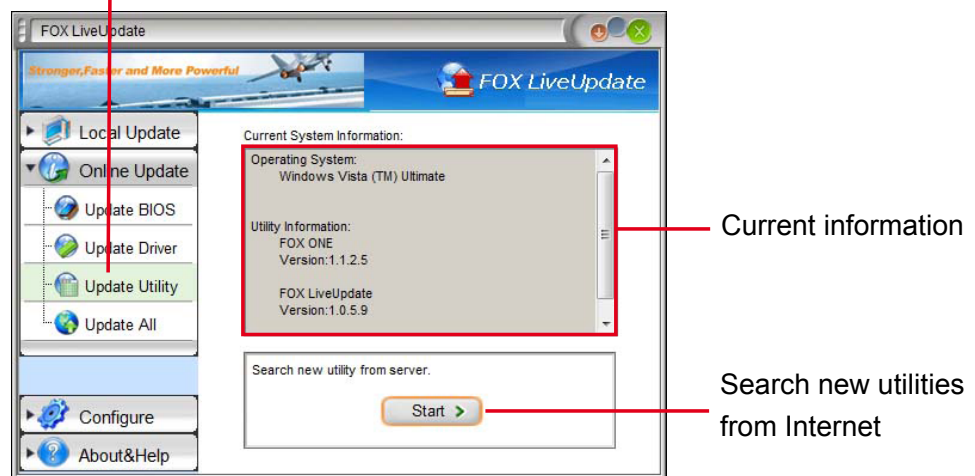 FOX LiveUpdate
Stronger,Faster and More Powerful
FOX LiveUpdate
Local Update
Online Update
Update BIOS
Update Driver
Update Utility
Update All
Configure
About&Help
Current System Information:
Operating System:
Windows Vista (TM) Ultimate
Utility Information:
FOX ONE
Version:1.1.2.5
FOX LiveUpdate
Version:1.0.5.9
Search new utility from server.
Start
Current information
Search new utilities
from Internet